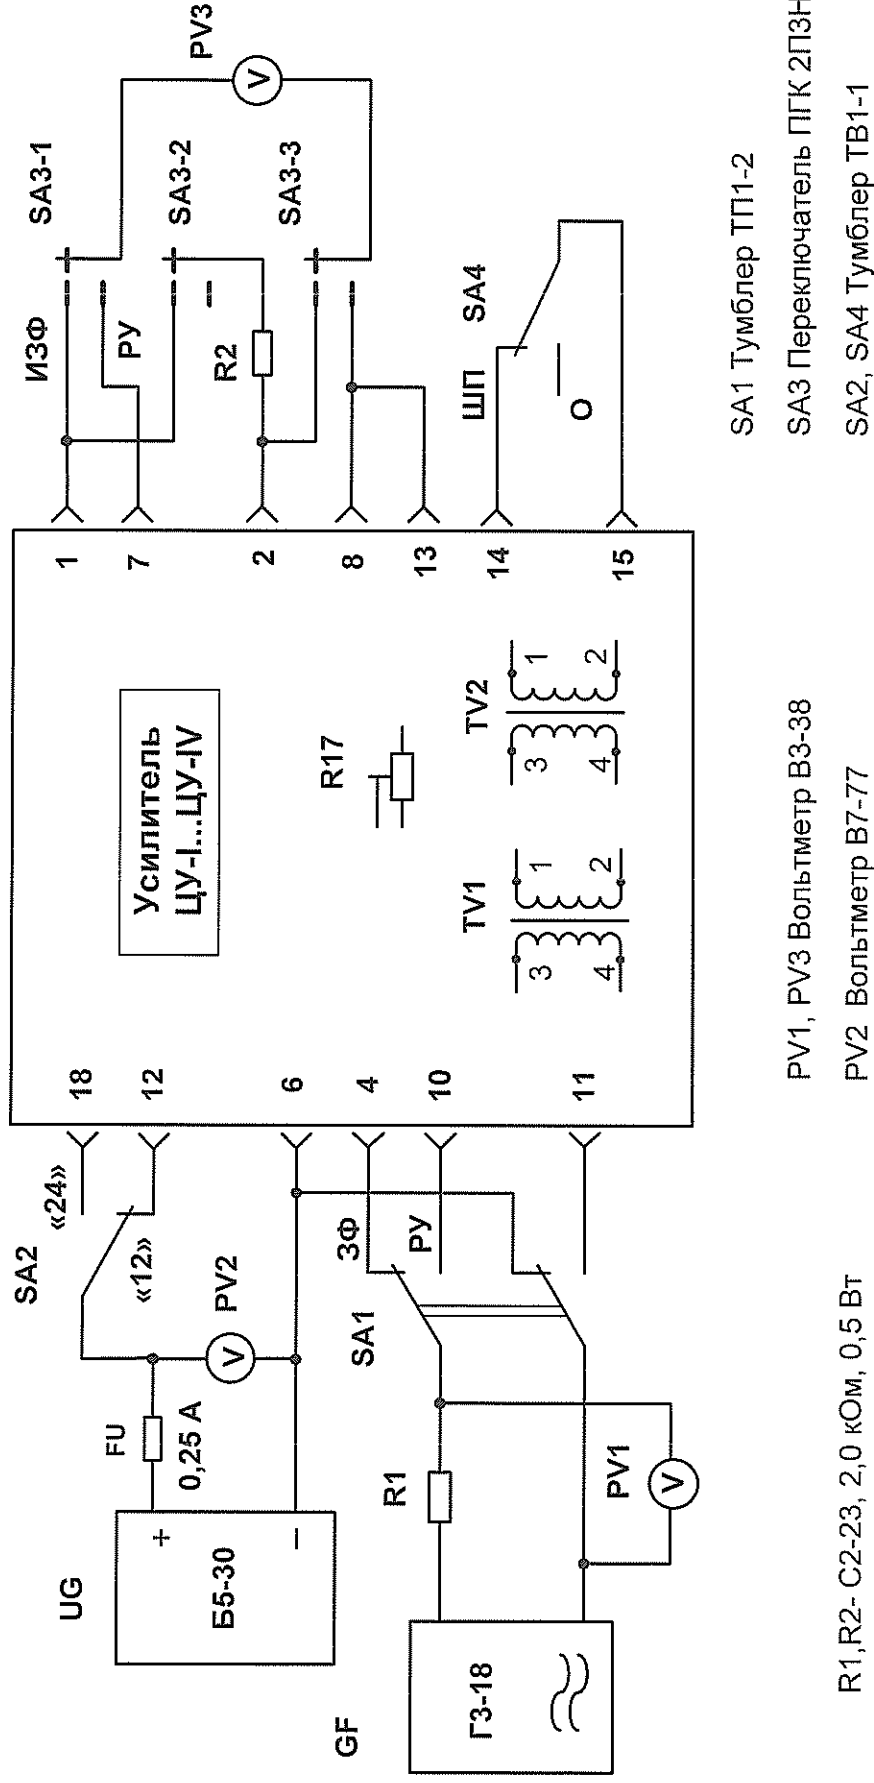 UG
Б5-30
+
–
FU
0,25 А
SA2
«24»
«12»
PV2
V
GF
Г3-18
R1
PV1
V
SA1
ЗФ
РУ
18
12
6
4
10
11
Усилитель
ЦУ-I...ЦУ-IV
R17
TV1
3
4
1
2
TV2
3
4
1
2
1
7
2
8
13
14
15
ИЗФ
РУ
R2
SA3-1
SA3-2
SA3-3
PV3
V
ШП
О
SA4
R1,R2- С2-23, 2,0 кОм, 0,5 Вт
PV1, PV3 Вольтметр В3-38
PV2 Вольтметр В7-77
SA1 Тумблер ТП1-2
SA3 Переключатель ПГК 2П3Н
SA2, SA4 Тумблер ТВ1-1